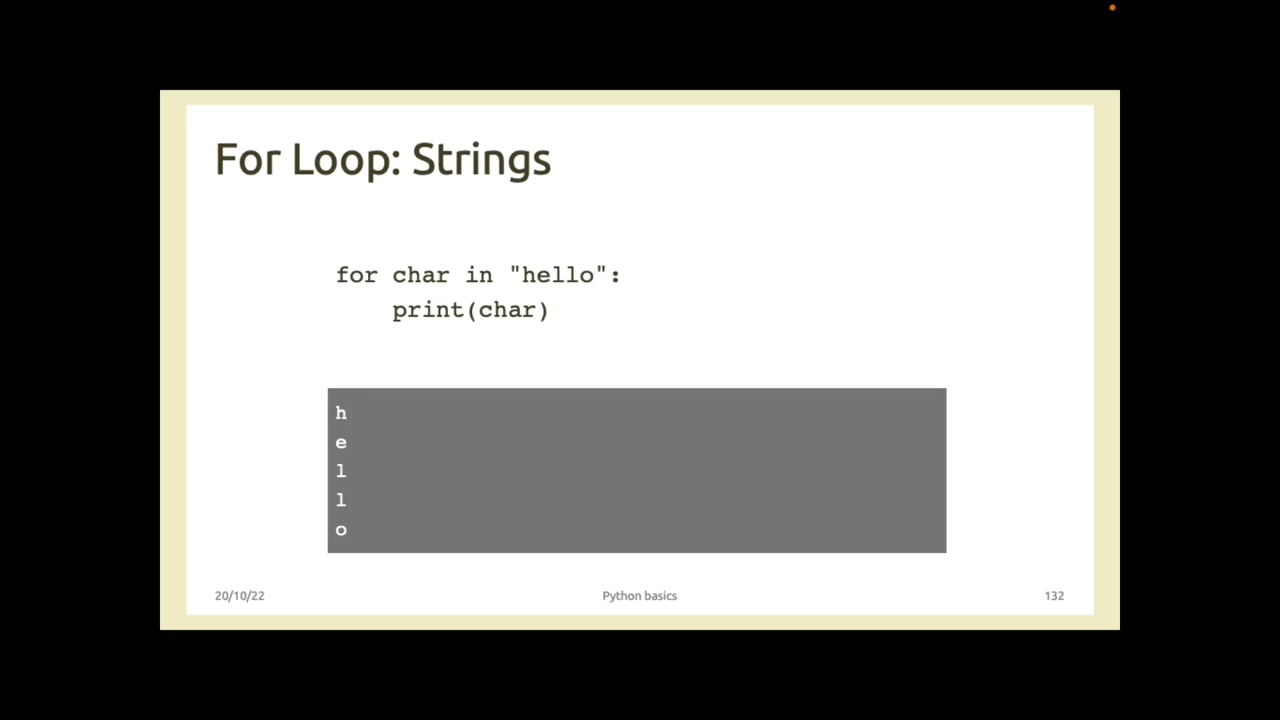 For Loop: Strings
for char in "hello":
    print(char)
h
e
l
l
o
20/10/22
Python basics
132